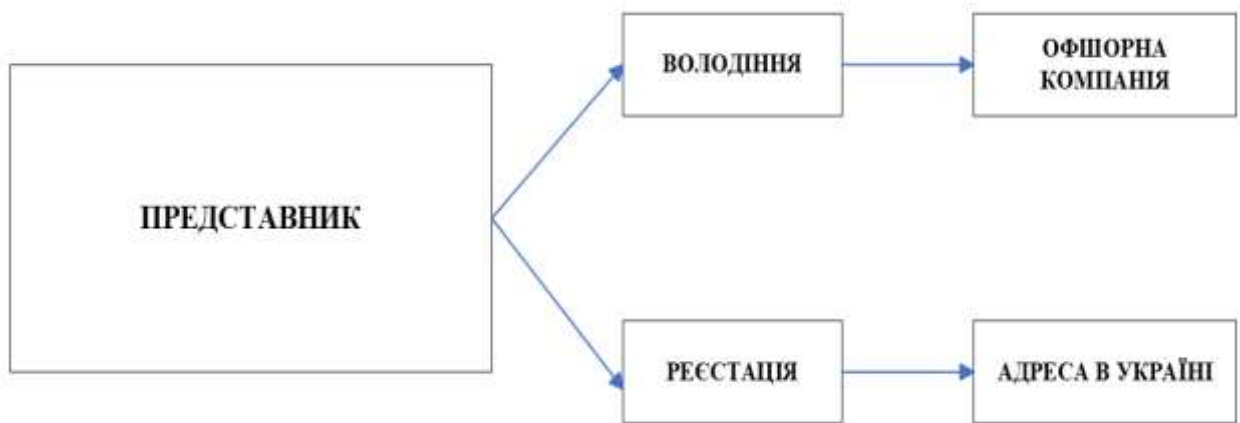 ПРЕДСТАВНИК
ВОЛОДІННЯ
ОФШОРНА
КОМПАНІЯ
РЕЄСТАЦІЯ
АДРЕСА В УКРАЇНІ